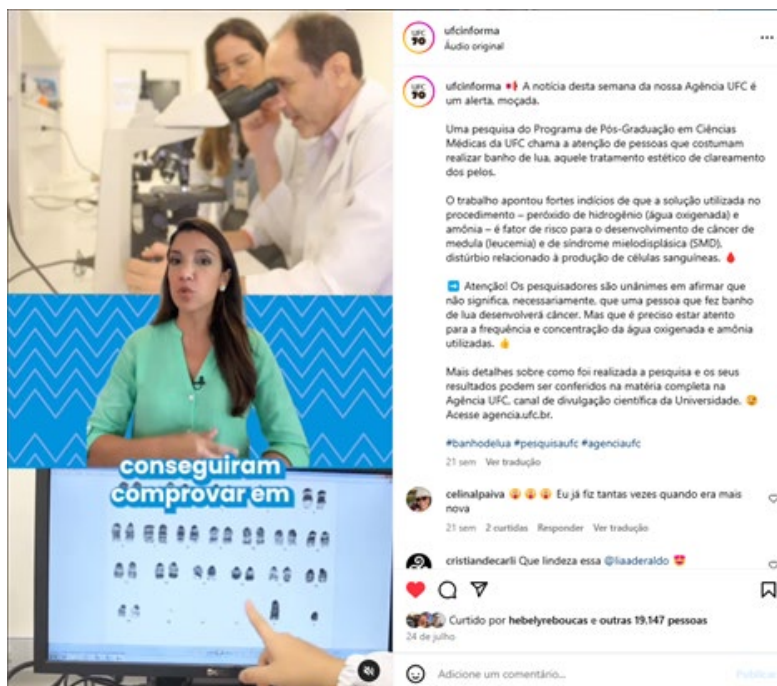 conseguiram
comprovar em
ufcinforma
Áudio original
ufcinforma A notícia desta semana da nossa Agência UFC é
um alerta, moçada.
Uma pesquisa do Programa de Pós-Graduação em Ciências
Médicas da UFC chama a atenção de pessoas que costumam
realizar banho de lua, aquele tratamento estético de clareamento
dos pelos.
O trabalho apontou fortes indícios de que a solução utilizada no
procedimento – peróxido de hidrogênio (água oxigenada) e
amônia – é fator de risco para o desenvolvimento de câncer de
medula (leucemia) e de síndrome mielodisplásica (SMD),
distúrbio relacionado à produção de células sanguíneas. 🩸
➡️ Atenção! Os pesquisadores são unânimes em afirmar que
não significa, necessariamente, que uma pessoa que fez banho
de lua desenvolverá câncer. Mas que é preciso estar atento
para a frequência e concentração da água oxigenada e amônia
utilizadas. 👍
Mais detalhes sobre como foi realizada a pesquisa e os seus
resultados podem ser conferidos na matéria completa na
Agência UFC, canal de divulgação científica da Universidade. 😉
Acesse agencia.ufc.br.
#banhodelua #pesquisaufc #agenciaufc
21 sem Ver tradução
celinalpaiva 😱 😱 😱 Eu já fiz tantas vezes quando era mais
nova
21 sem 2 curtidas Responder Ver tradução
cristiandecarli Que lindeza essa @liaaderaldo 😍
Curtido por hebelyreboucas e outras 19.147 pessoas
24 de julho
Adicione um comentário...
Publicar